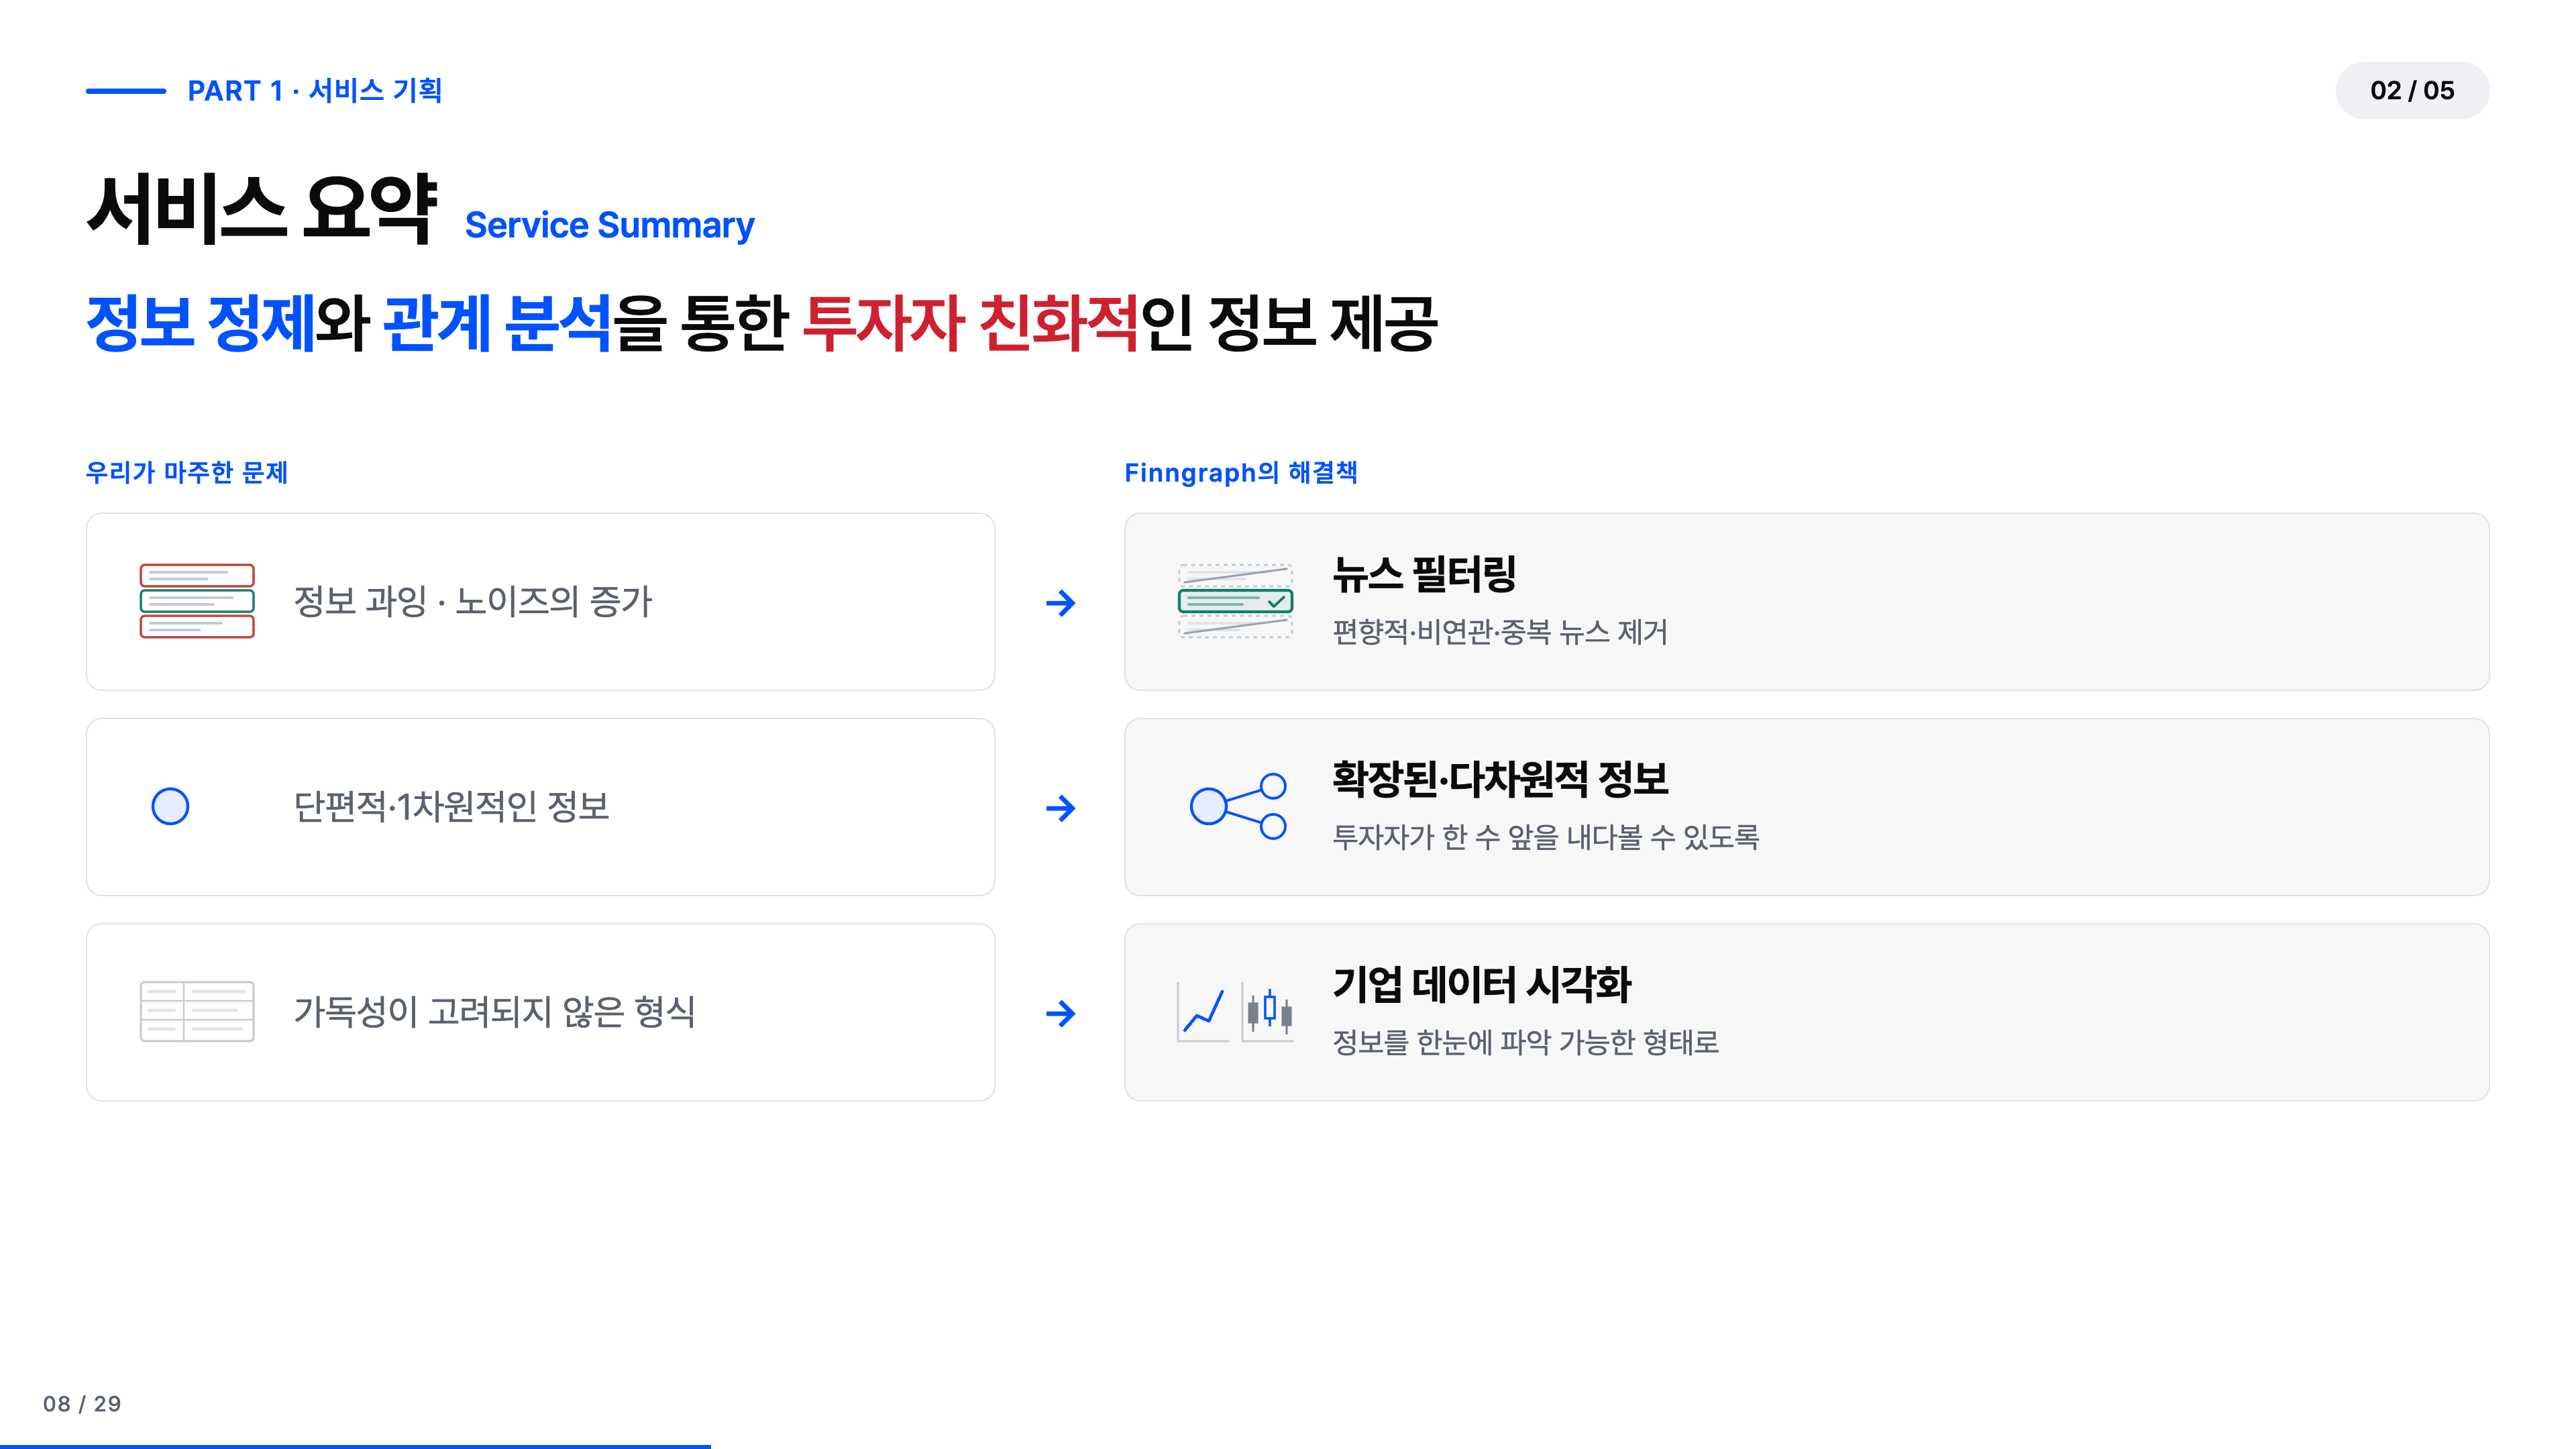 PART 1 · 서비스 기획
02 / 05
서비스 요약 Service Summary
정보 정제와 관계 분석을 통한 투자자 친화적인 정보 제공
우리가 마주한 문제
Finngraph의 해결책
정보 과잉 · 노이즈의 증가
→
뉴스 필터링
편향적·비연관·중복 뉴스 제거
단편적·1차원적인 정보
→
확장된·다차원적 정보
투자자가 한 수 앞을 내다볼 수 있도록
가독성이 고려되지 않은 형식
→
기업 데이터 시각화
정보를 한눈에 파악 가능한 형태로
08 / 29